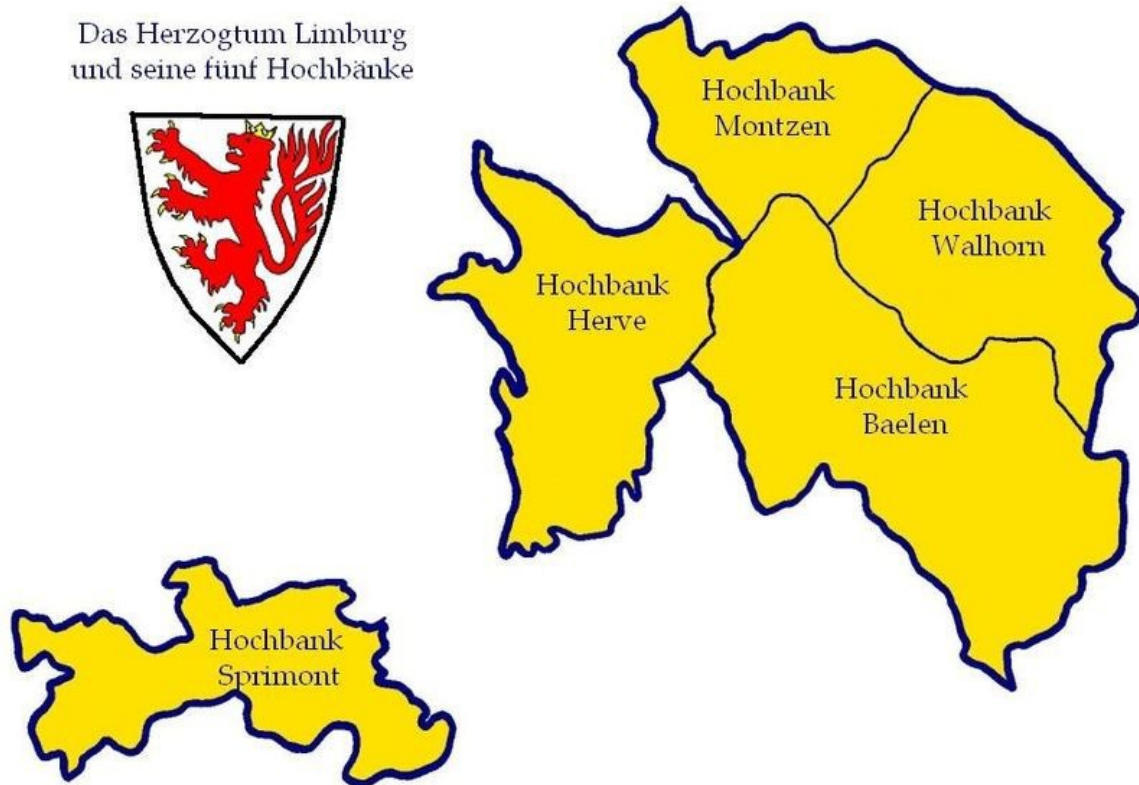 Das Herzogtum Limburg
und seine fünf Hochbänke
Hochbank
Montzen
Hochbank
Walhorn
Hochbank
Herve
Hochbank
Baelen
Hochbank
Sprimont